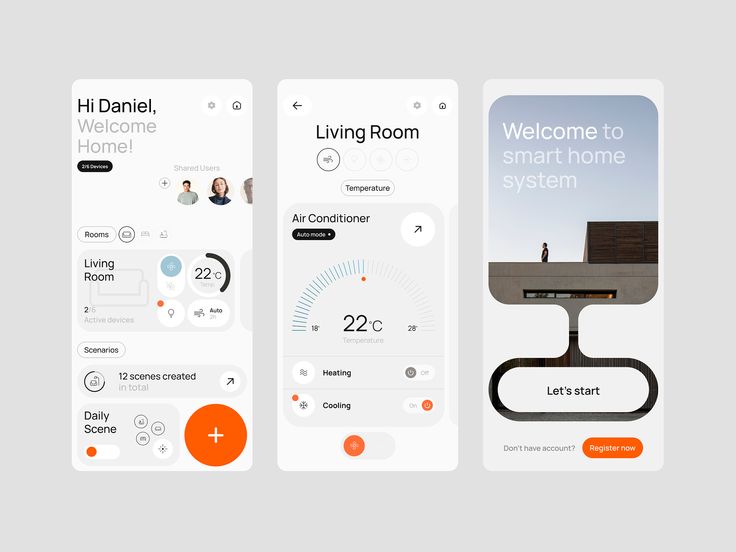 Hi Daniel,
Welcome
Home!
2/6 Devices
Shared Users
Rooms
Living
Room
22°C
Temp.
2/6
Active devices
Auto
2h
Scenarios
12 scenes created
in total
Daily
Scene
Living Room
Temperature
Air Conditioner
Auto mode
18°
22°C
28°
Temperature
Heating
Off
Cooling
On
Welcome to
smart home
system
Let's start
Don't have account?
Register now